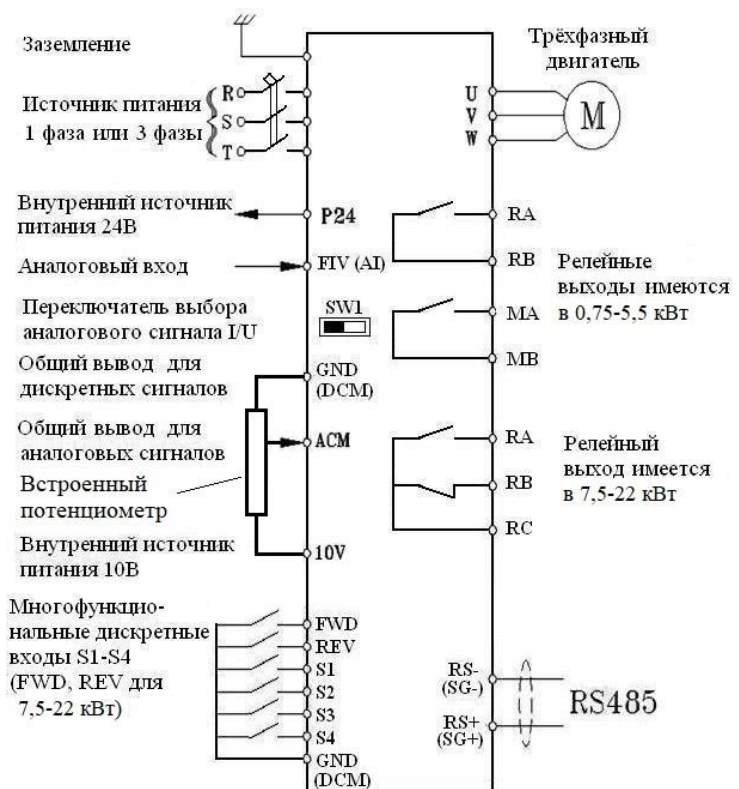 Заземление
Источник питания
1 фаза или 3 фазы
R
S
T
Внутренний источник
питания 24В
P24
Аналоговый вход
FIV (AI)
Переключатель выбора
аналогового сигнала I/U
SW1
Общий вывод для
дискретных сигналов
GND
(DCM)
Общий вывод для
аналоговых сигналов
ACM
Встроенный
потенциометр
Внутренний источник
питания 10В
10V
Многофункцио-
нальные дискретные
входы S1-S4
(FWD, REV для
7,5-22 кВт)
FWD
REV
S1
S2
S3
S4
GND
(DCM)
Трёхфазный
двигатель
U
V
W
M
RA
RB
Релейные
выходы имеются
в 0,75-5,5 кВт
MA
MB
RA
RB
RC
Релейный
выход имеется
в 7,5-22 кВт
RS-
(SG-)
RS+
(SG+)
RS485